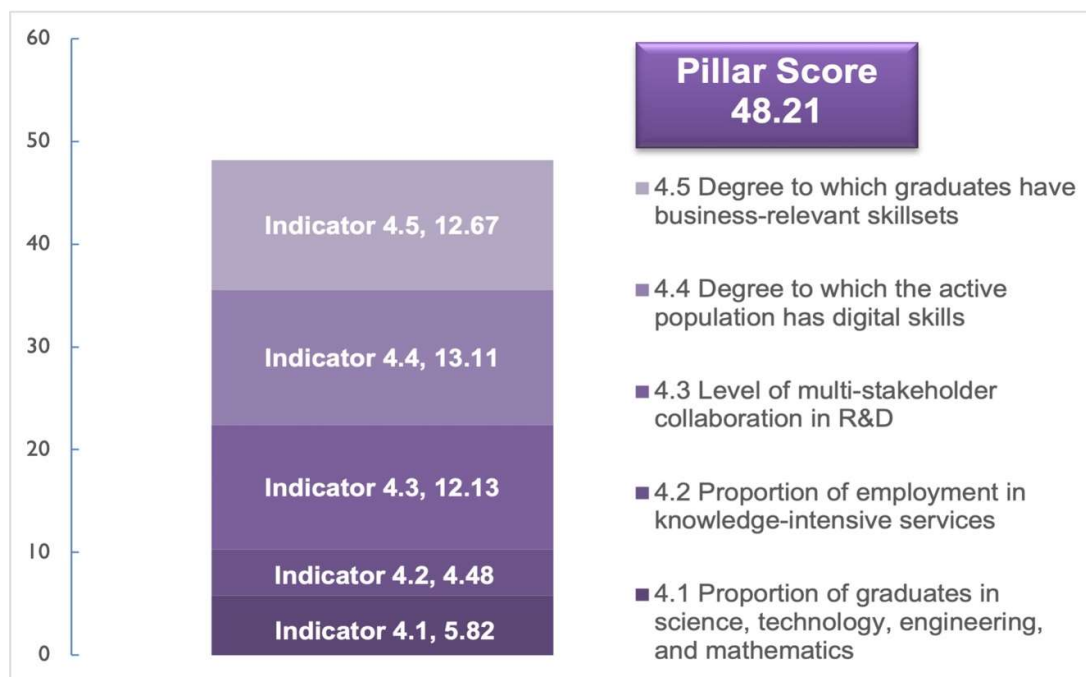 60
50
40
30
20
10
0
Indicator 4.5, 12.67
Indicator 4.4, 13.11
Indicator 4.3, 12.13
Indicator 4.2, 4.48
Indicator 4.1, 5.82
Pillar Score
48.21
4.5 Degree to which graduates have
business-relevant skillsets
4.4 Degree to which the active
population has digital skills
4.3 Level of multi-stakeholder
collaboration in R&D
4.2 Proportion of employment in
knowledge-intensive services
4.1 Proportion of graduates in
science, technology, engineering,
and mathematics